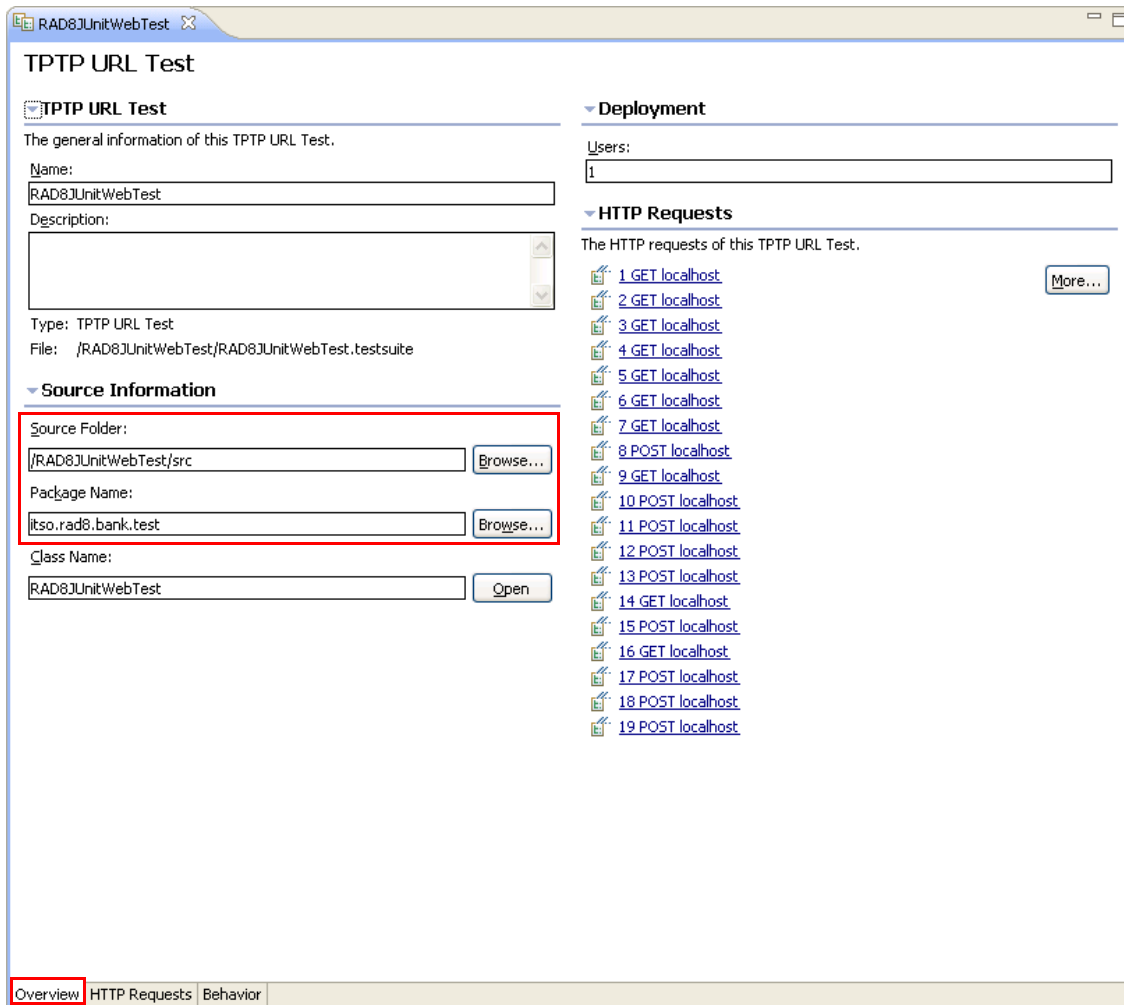 RAD8JUnitWebTest
TPTP URL Test
TPTP URL Test
The general information of this TPTP URL Test.
Name:
RAD8JUnitWebTest
Description:
Type: TPTP URL Test
File: /RAD8JUnitWebTest/RAD8JUnitWebTest.testsuite
Source Information
Source Folder:
/RAD8JUnitWebTest/src
Browse...
Package Name:
itso.rad8.bank.test
Browse...
Class Name:
RAD8JUnitWebTest
Open
Deployment
Users:
1
HTTP Requests
The HTTP requests of this TPTP URL Test.
1 GET localhost
More...
2 GET localhost
3 GET localhost
4 GET localhost
5 GET localhost
6 GET localhost
7 GET localhost
8 POST localhost
9 GET localhost
10 POST localhost
11 POST localhost
12 POST localhost
13 POST localhost
14 GET localhost
15 POST localhost
16 GET localhost
17 POST localhost
18 POST localhost
19 POST localhost
Overview HTTP Requests Behavior